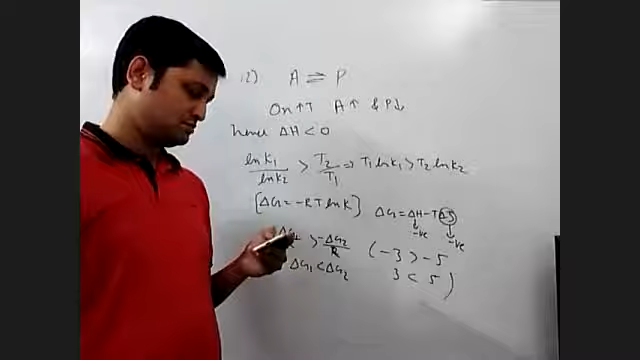 12) A ⇌ P
On ↑T A↑ & P↓
hence ΔH < 0
ln K1 / ln K2 > T2 / T1 ⇒ T1 ln K1 > T2 ln K2
[ΔG = -RT ln K] ΔG = ΔH - TΔS
-ve -ve
> -ΔG2 / R (-3 > -5
ΔG1 < ΔG2 3 < 5)